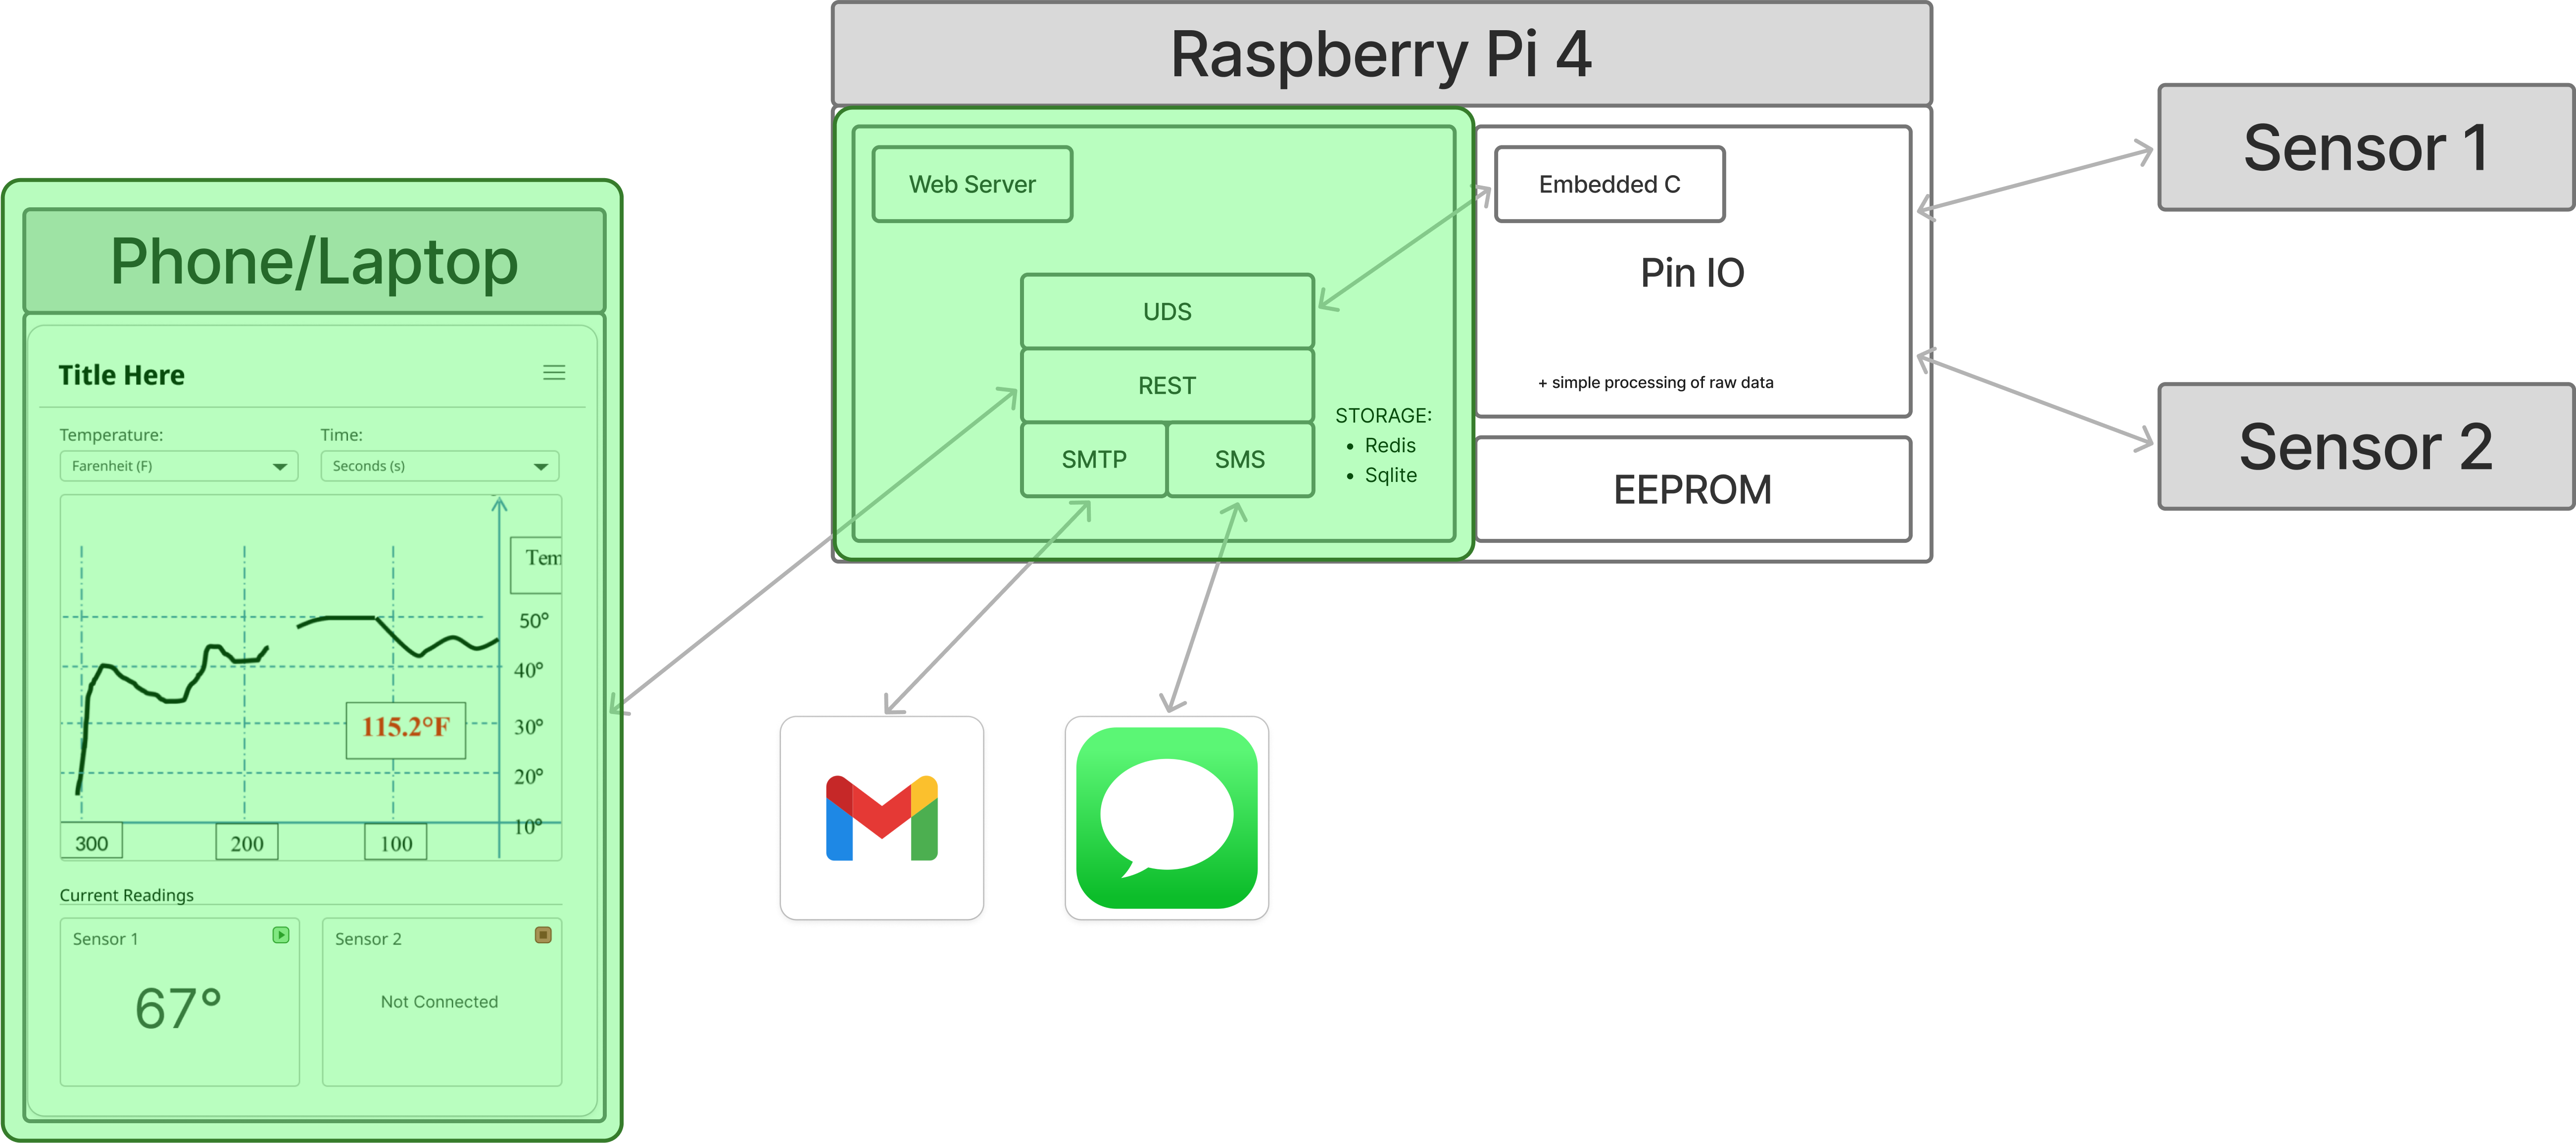 Raspberry Pi 4
Web Server
UDS
REST
SMTP
SMS
STORAGE:
• Redis
• Sqlite
Embedded C
Pin IO
+ simple processing of raw data
EEPROM
Sensor 1
Sensor 2
Phone/Laptop
Title Here
Temperature:
Time:
Farenheit (F)
Seconds (s)
Tem
50°
40°
30°
20°
10°
115.2°F
300
200
100
Current Readings
Sensor 1
67°
Sensor 2
Not Connected